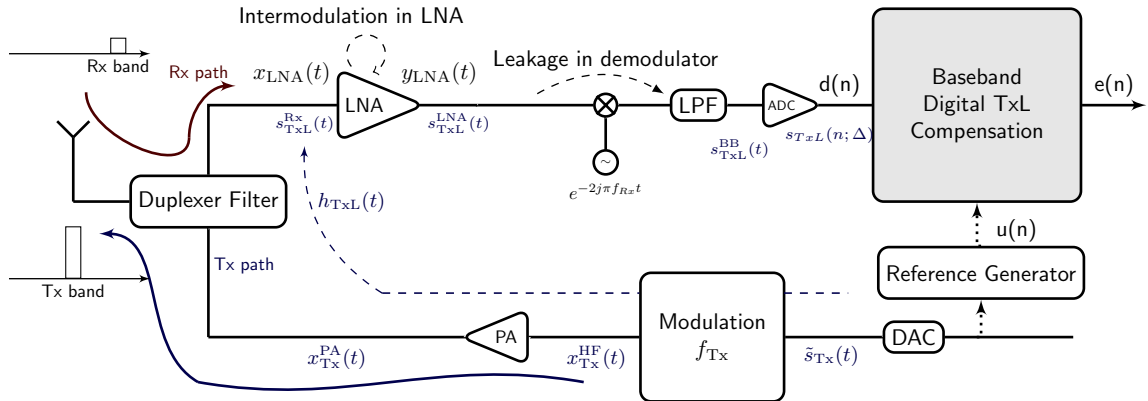 Intermodulation in LNA
Rx band
Rx path
x_LNA(t)
y_LNA(t)
Leakage in demodulator
LNA
s^Rx_TxL(t)
s^LNA_TxL(t)
LPF
ADC
d(n)
s^BB_TxL(t)
s_TxL(n; Δ)
~
e^{-2jπf_Rx t}
Baseband
Digital TxL
Compensation
e(n)
Duplexer Filter
h_TxL(t)
u(n)
Reference Generator
Tx band
Tx path
PA
x^PA_Tx(t)
x^HF_Tx(t)
Modulation
f_Tx
s̃_Tx(t)
DAC